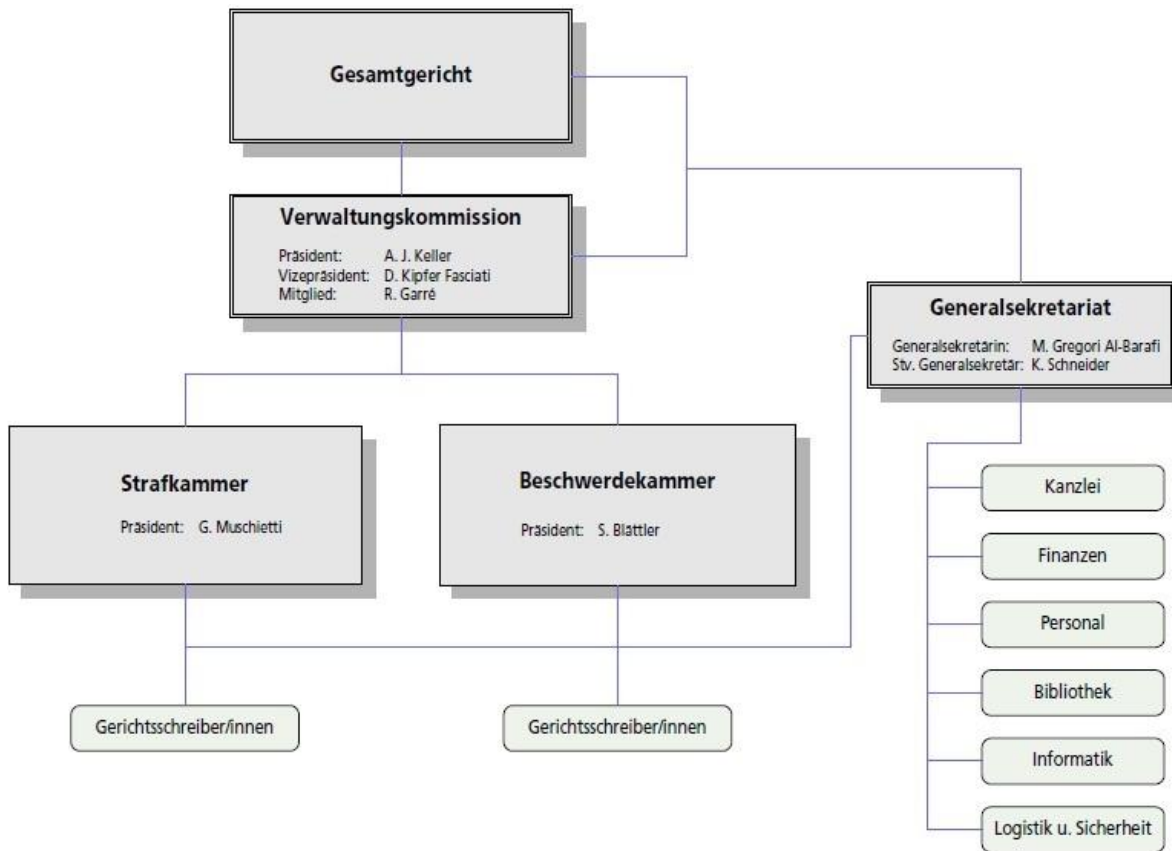 Gesamtgericht
Verwaltungskommission
Präsident: A. J. Keller
Vizepräsident: D. Kipfer Fasciati
Mitglied: R. Garré
Generalsekretariat
Generalsekretärin: M. Gregori Al-Barafi
Stv. Generalsekretär: K. Schneider
Strafkammer
Präsident: G. Muschietti
Beschwerdekammer
Präsident: S. Blättler
Kanzlei
Finanzen
Personal
Bibliothek
Informatik
Logistik u. Sicherheit
Gerichtsschreiber/innen
Gerichtsschreiber/innen